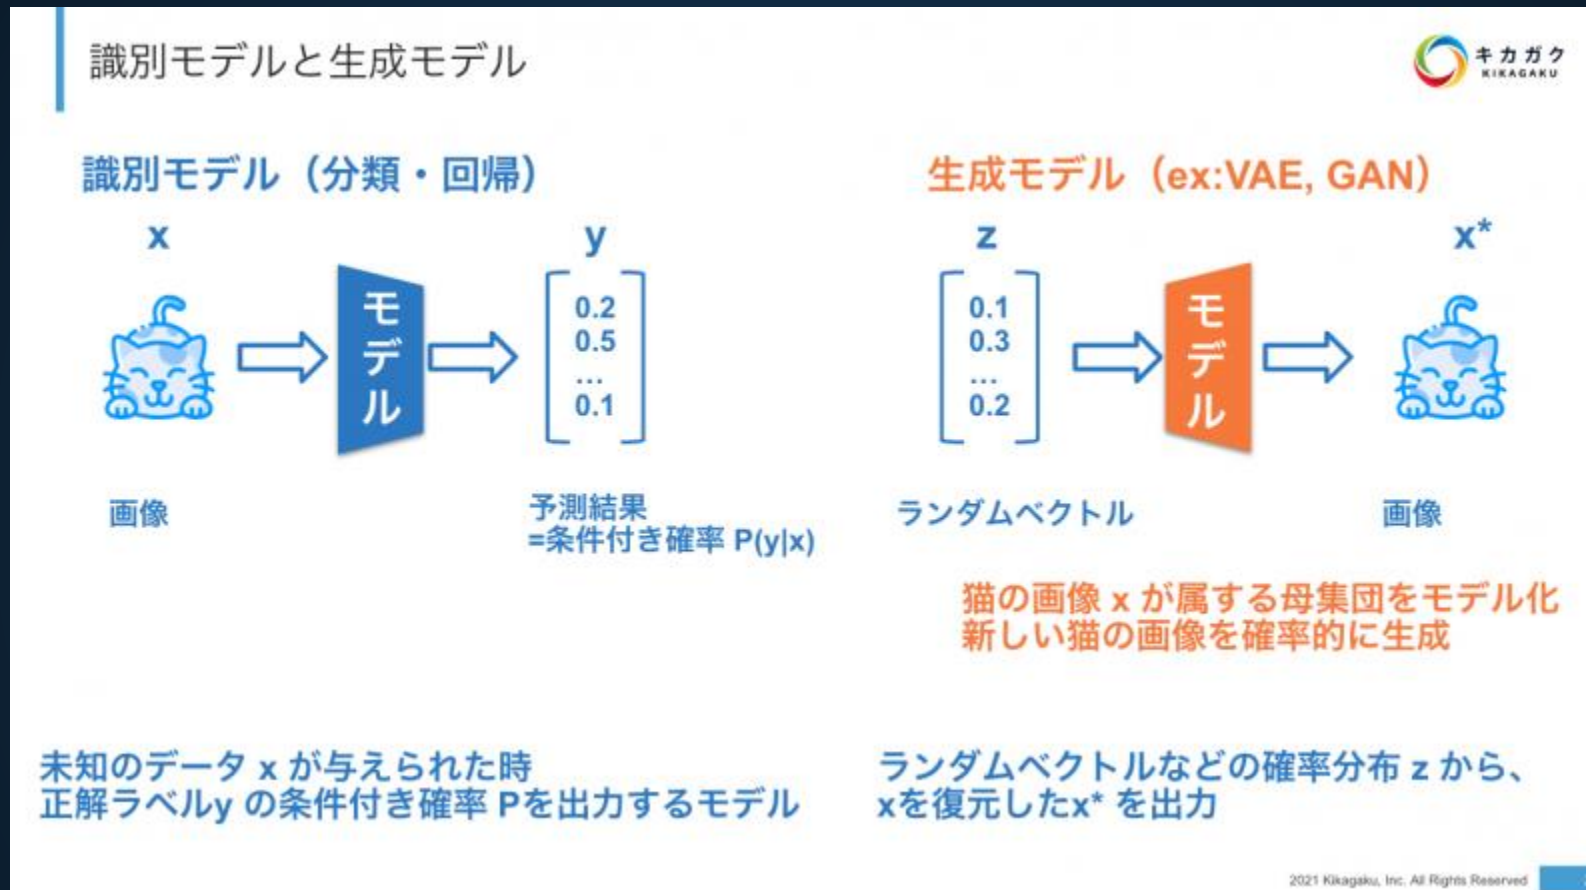 識別モデルと生成モデル
キカガク
KIKAGAKU
識別モデル（分類・回帰）
x
y
モデル
0.2
0.5
...
0.1
画像
予測結果
=条件付き確率 P(y|x)
未知のデータ x が与えられた時
正解ラベルy の条件付き確率 Pを出力するモデル
生成モデル（ex:VAE, GAN）
z
x*
0.1
0.3
...
0.2
モデル
ランダムベクトル
画像
猫の画像 x が属する母集団をモデル化
新しい猫の画像を確率的に生成
ランダムベクトルなどの確率分布 z から、
xを復元したx* を出力
2021 Kikagaku, Inc. All Rights Reserved